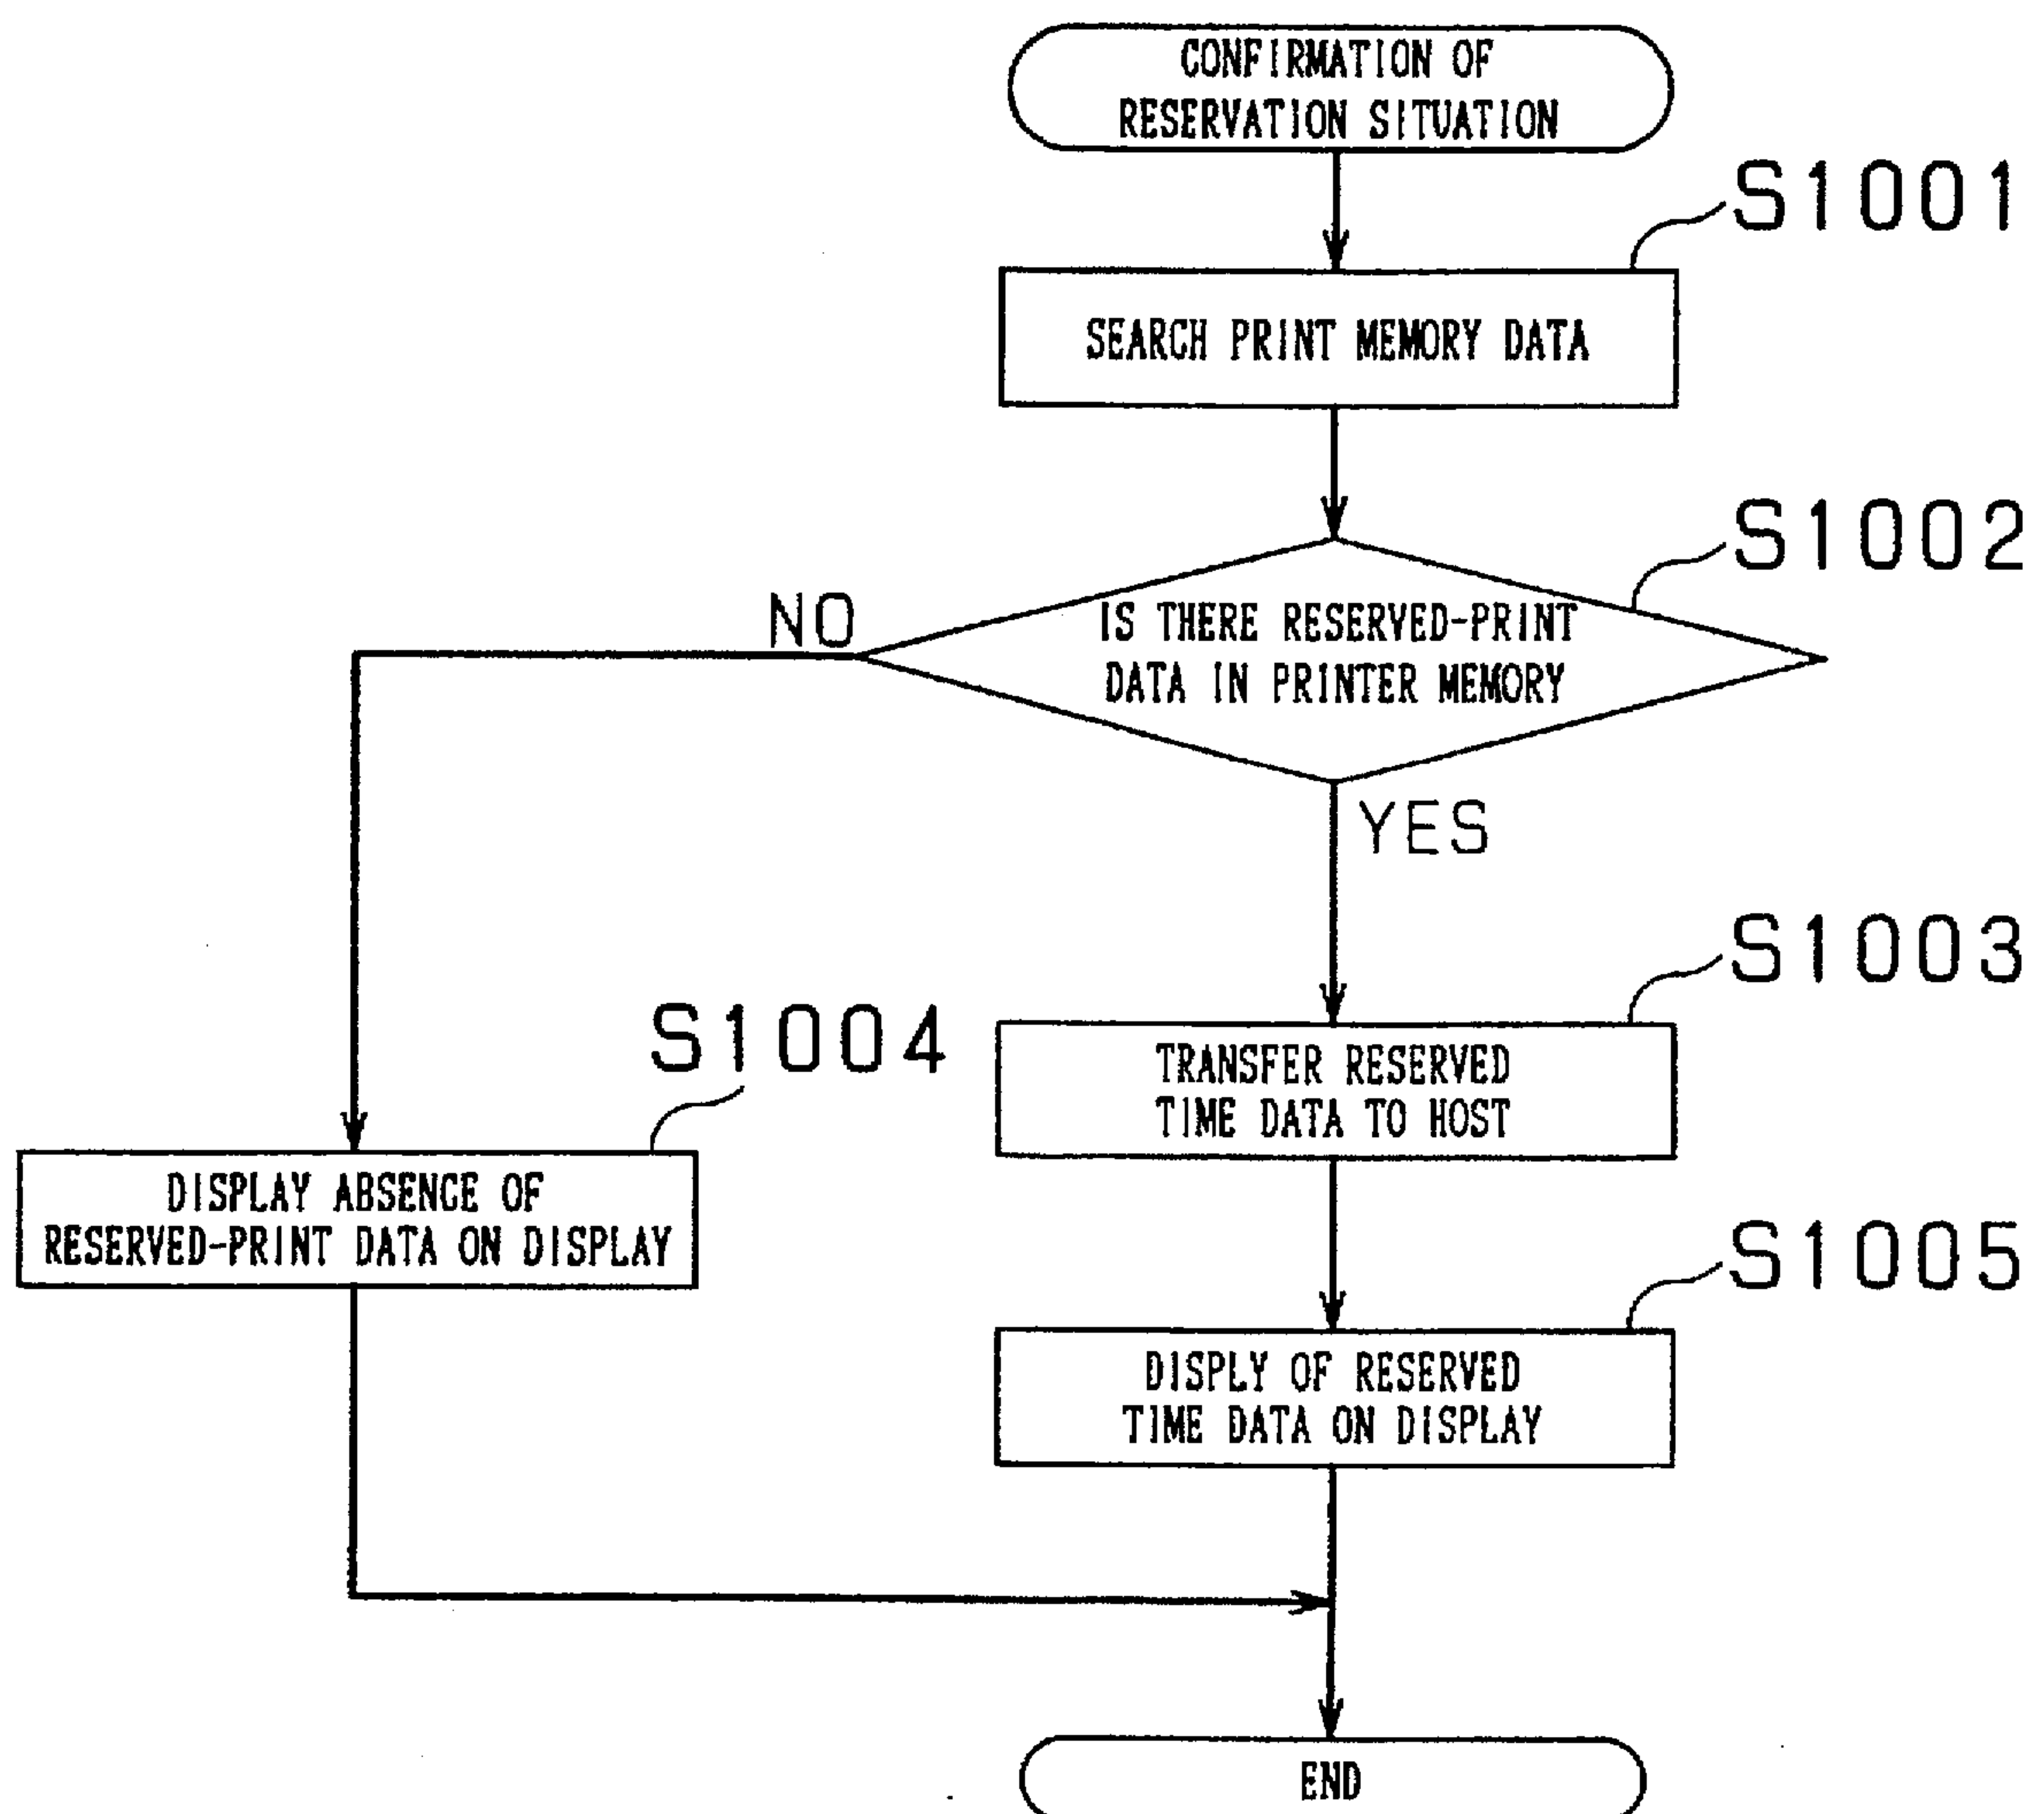 CONFIRMATION OF
RESERVATION SITUATION
S1001
SEARCH PRINT MEMORY DATA
S1002
NO
IS THERE RESERVED-PRINT
DATA IN PRINTER MEMORY
YES
S1003
TRANSFER RESERVED
TIME DATA TO HOST
S1004
DISPLAY ABSENCE OF
RESERVED-PRINT DATA ON DISPLAY
S1005
DISPLY OF RESERVED
TIME DATA ON DISPLAY
END